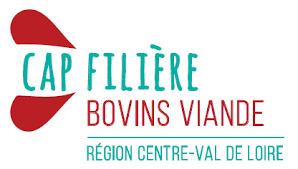 CAP FILIÈRE
BOVINS VIANDE
RÉGION CENTRE-VAL DE LOIRE